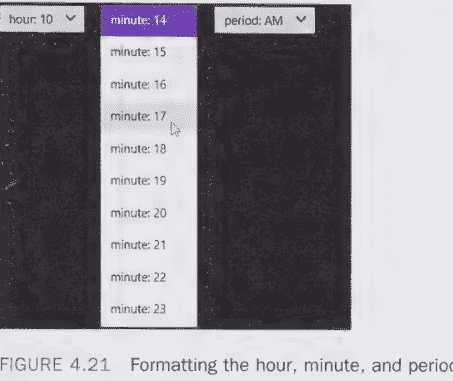 hour: 10 minute: 14 period: AM
minute: 15
minute: 16
minute: 17
minute: 18
minute: 19
minute: 20
minute: 21
minute: 22
minute: 23
FIGURE 4.21 Formatting the hour, minute, and period